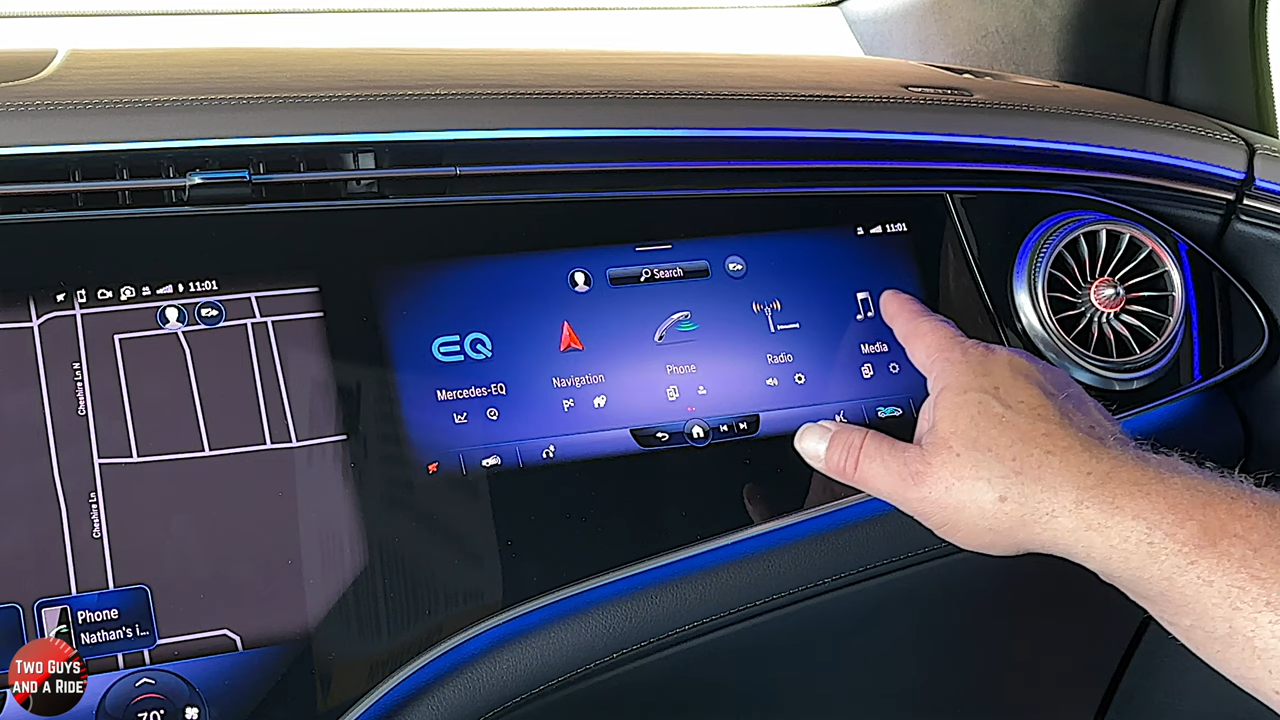 11:01
Search
11:01
EQ
Mercedes-EQ
Navigation
Phone
Radio
Media
Cheshire Ln N
Cheshire Ln
Phone
Nathan's i...
70
TWO GUYS
AND A RIDE